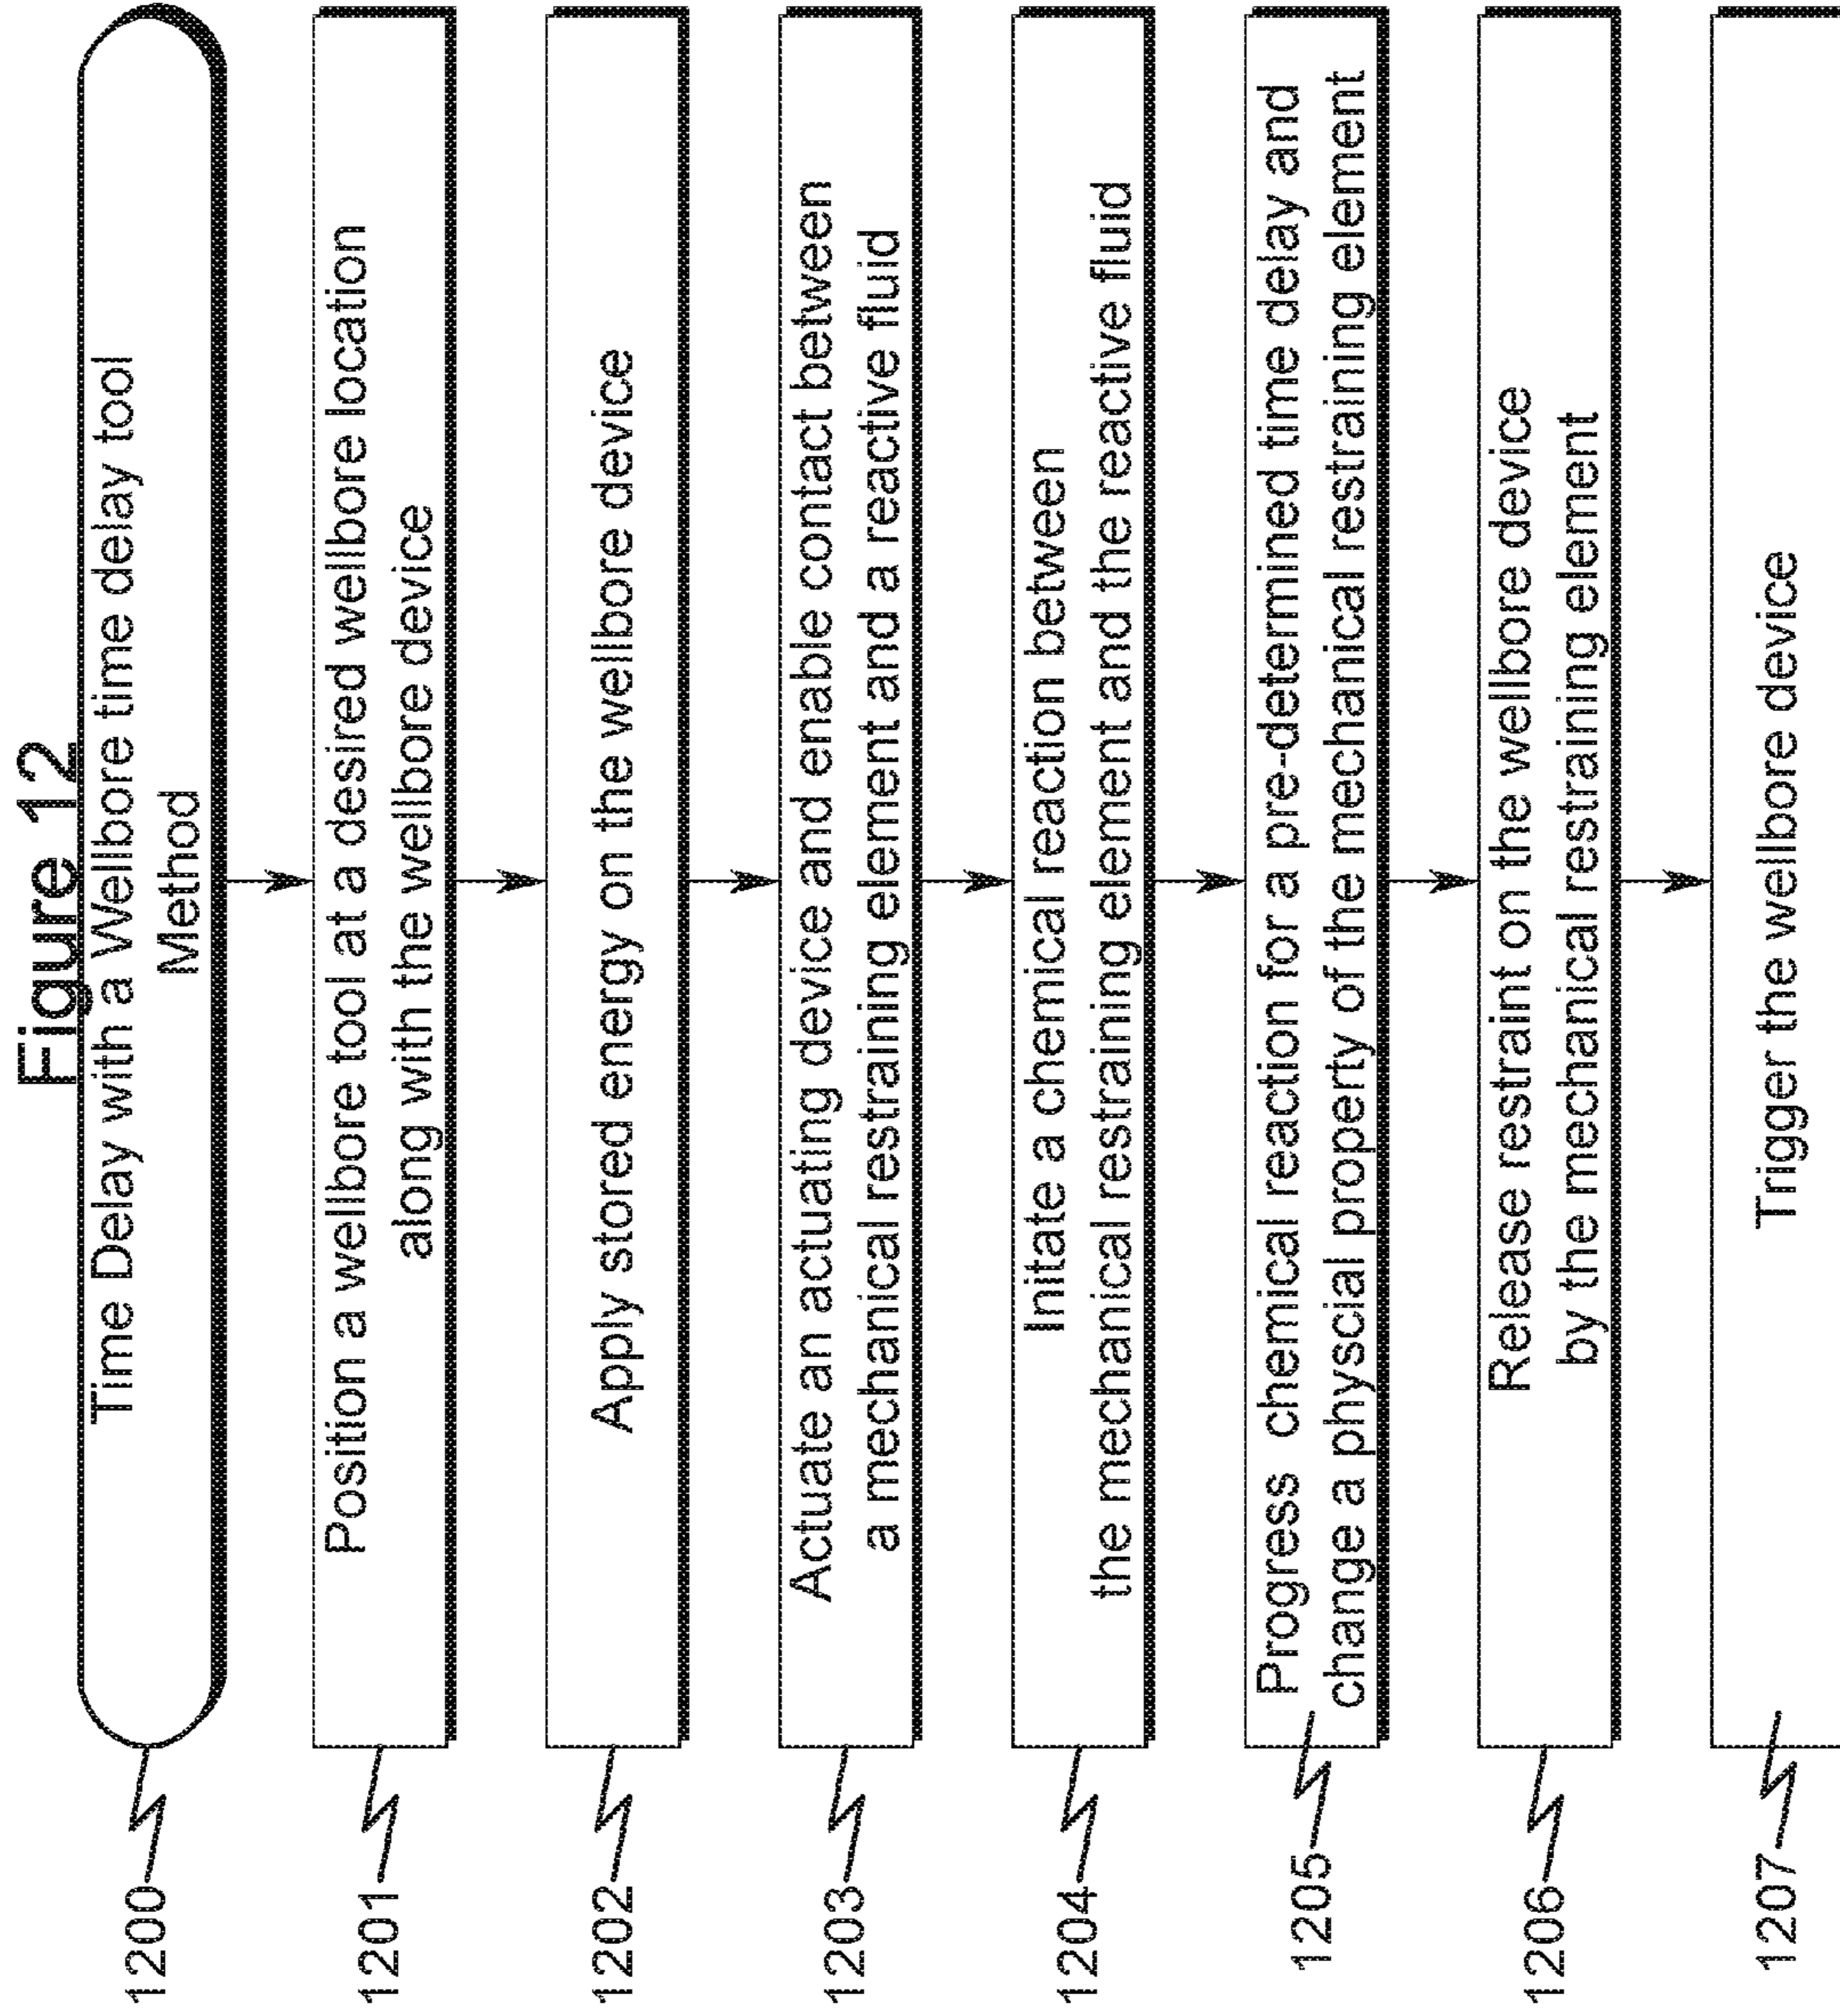 Figure 12
1200
Time Delay with a Wellbore time delay tool
Method
1201
Position a wellbore tool at a desired wellbore location
along with the wellbore device
1202
Apply stored energy on the wellbore device
1203
Actuate an actuating device and enable contact between
a mechanical restraining element and a reactive fluid
1204
Initate a chemical reaction between
the mechanical restraining element and the reactive fluid
1205
Progress chemical reaction for a pre-determined time delay and
change a physcial property of the mechanical restraining element
1206
Release restraint on the wellbore device
by the mechanical restraining element
1207
Trigger the wellbore device